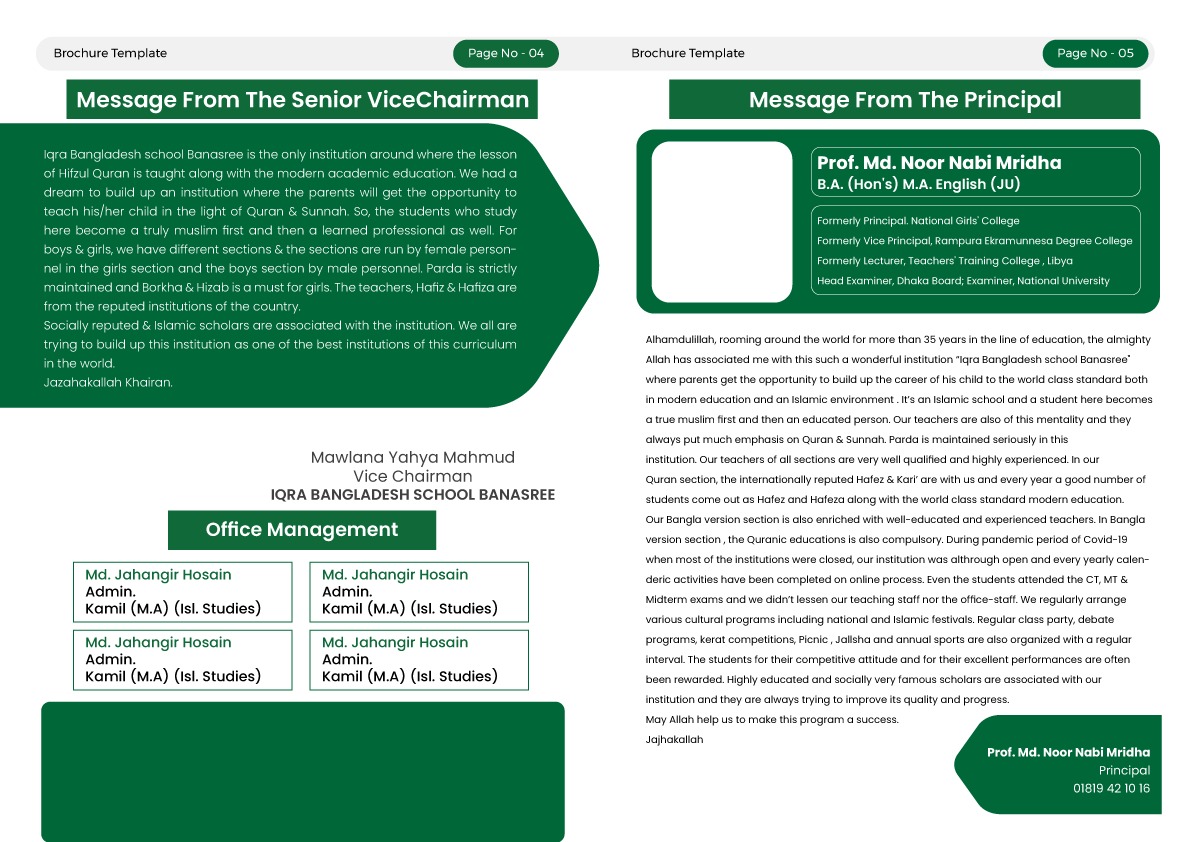 Brochure Template
Page No - 04
Message From The Senior ViceChairman
Iqra Bangladesh school Banasree is the only institution around where the lesson
of Hifzul Quran is taught along with the modern academic education. We had a
dream to build up an institution where the parents will get the opportunity to
teach his/her child in the light of Quran & Sunnah. So, the students who study
here become a truly muslim first and then a learned professional as well. For
boys & girls, we have different sections & the sections are run by female person-
nel in the girls section and the boys section by male personnel. Parda is strictly
maintained and Borkha & Hizab is a must for girls. The teachers, Hafiz & Hafiza are
from the reputed institutions of the country.
Socially reputed & Islamic scholars are associated with the institution. We all are
trying to build up this institution as one of the best institutions of this curriculum
in the world.
Jazahakallah Khairan.
Mawlana Yahya Mahmud
Vice Chairman
IQRA BANGLADESH SCHOOL BANASREE
Office Management
Md. Jahangir Hosain
Admin.
Kamil (M.A) (Isl. Studies)
Md. Jahangir Hosain
Admin.
Kamil (M.A) (Isl. Studies)
Md. Jahangir Hosain
Admin.
Kamil (M.A) (Isl. Studies)
Md. Jahangir Hosain
Admin.
Kamil (M.A) (Isl. Studies)
Brochure Template
Page No - 05
Message From The Principal
Prof. Md. Noor Nabi Mridha
B.A. (Hon's) M.A. English (JU)
Formerly Principal. National Girls' College
Formerly Vice Principal, Rampura Ekramunnesa Degree College
Formerly Lecturer, Teachers' Training College , Libya
Head Examiner, Dhaka Board; Examiner, National University
Alhamdulillah, rooming around the world for more than 35 years in the line of education, the almighty
Allah has associated me with this such a wonderful institution “Iqra Bangladesh school Banasree"
where parents get the opportunity to build up the career of his child to the world class standard both
in modern education and an Islamic environment . It’s an Islamic school and a student here becomes
a true muslim first and then an educated person. Our teachers are also of this mentality and they
always put much emphasis on Quran & Sunnah. Parda is maintained seriously in this
institution. Our teachers of all sections are very well qualified and highly experienced. In our
Quran section, the internationally reputed Hafez & Kari’ are with us and every year a good number of
students come out as Hafez and Hafeza along with the world class standard modern education.
Our Bangla version section is also enriched with well-educated and experienced teachers. In Bangla
version section , the Quranic educations is also compulsory. During pandemic period of Covid-19
when most of the institutions were closed, our institution was althrough open and every yearly calen-
deric activities have been completed on online process. Even the students attended the CT, MT &
Midterm exams and we didn’t lessen our teaching staff nor the office-staff. We regularly arrange
various cultural programs including national and Islamic festivals. Regular class party, debate
programs, kerat competitions, Picnic , Jallsha and annual sports are also organized with a regular
interval. The students for their competitive attitude and for their excellent performances are often
been rewarded. Highly educated and socially very famous scholars are associated with our
institution and they are always trying to improve its quality and progress.
May Allah help us to make this program a success.
Jajhakallah
Prof. Md. Noor Nabi Mridha
Principal
01819 42 10 16